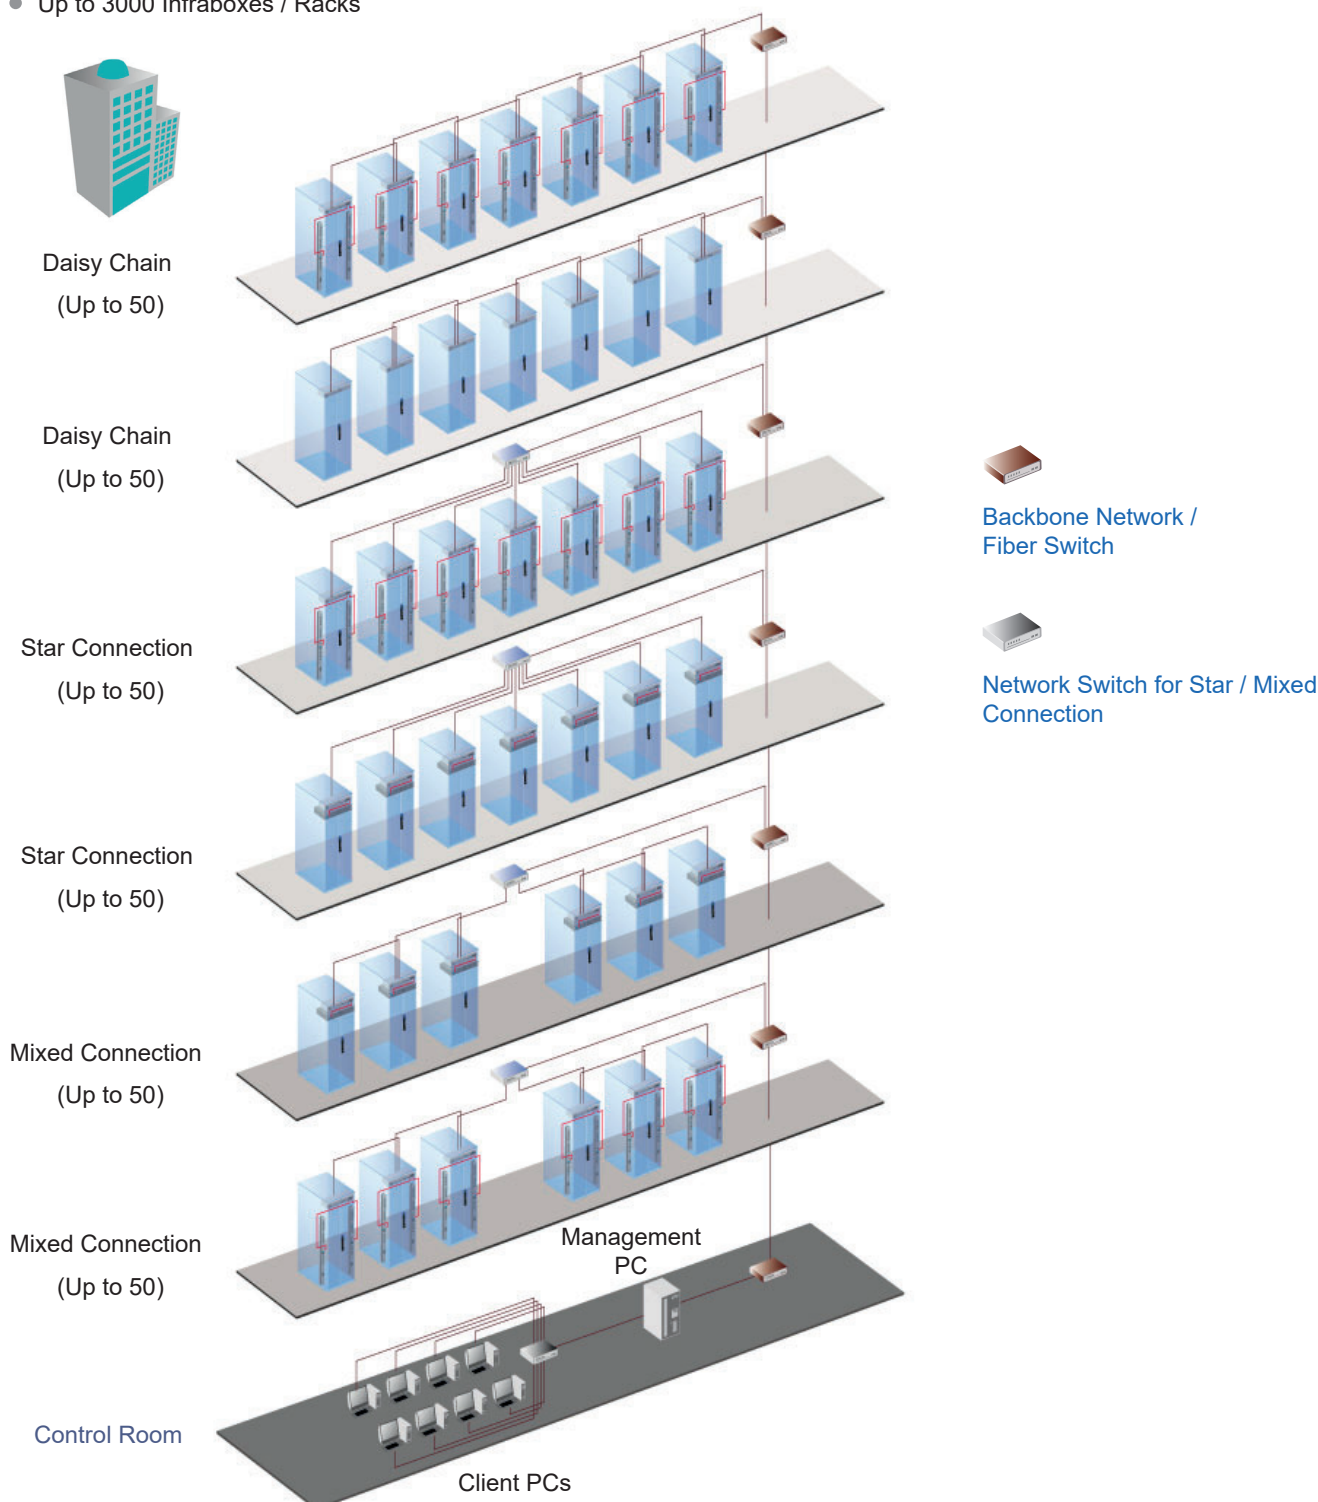 Up to 3000 Infraboxes / Racks
Daisy Chain
(Up to 50)
Daisy Chain
(Up to 50)
Backbone Network /
Fiber Switch
Star Connection
(Up to 50)
Network Switch for Star / Mixed
Connection
Star Connection
(Up to 50)
Mixed Connection
(Up to 50)
Mixed Connection
(Up to 50)
Management
PC
Control Room
Client PCs